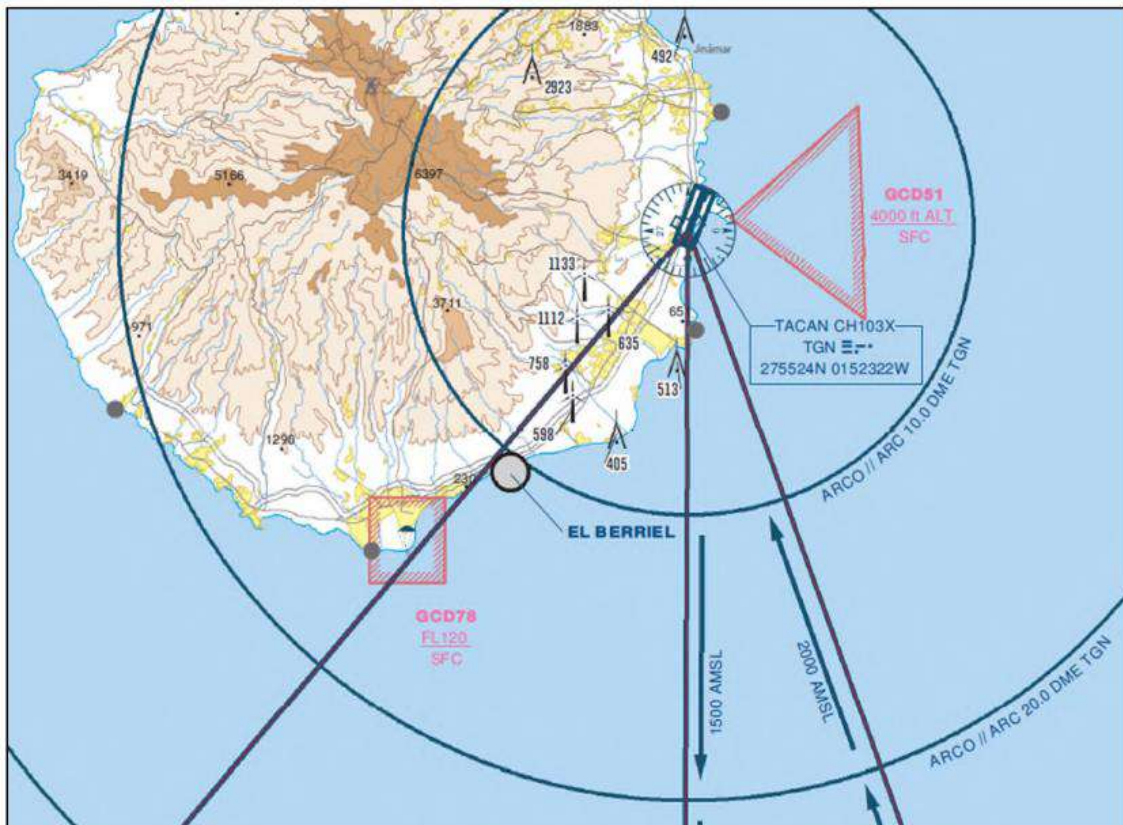 1883
492
Jinámar
2923
3419
5166
6397
GCD51
4000 ft ALT
SFC
27
1133
3711
1112
65
971
635
TACAN CH103X
TGN
275524N 0152322W
758
513
ARCO // ARC 10.0 DME TGN
598
1296
405
230
EL BERRIEL
GCD78
FL120
SFC
1500 AMSL
2000 AMSL
ARCO // ARC 20.0 DME TGN